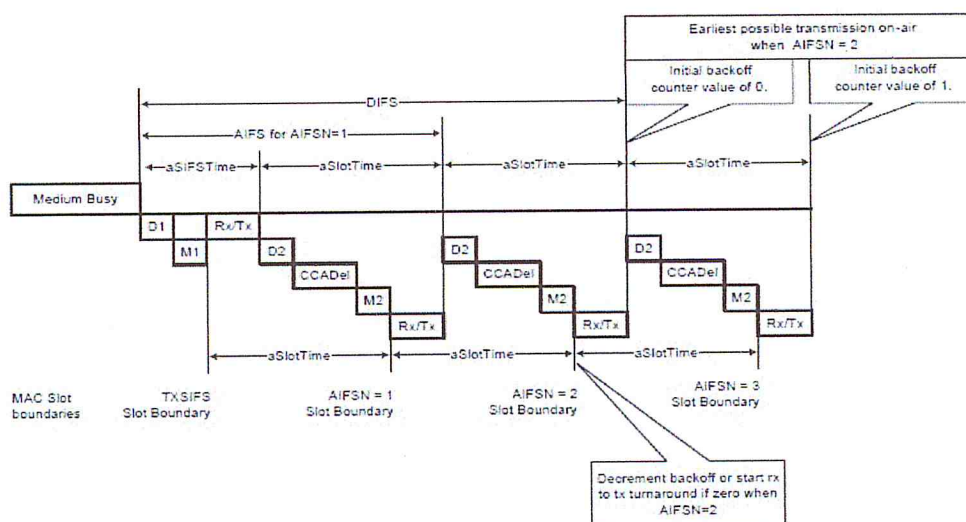 Earliest possible transmission on-air
when AIFSN = 2
Initial backoff
counter value of 0.
Initial backoff
counter value of 1.
DIFS
AIFS for AIFSN=1
aSIFSTime
aSlotTime
aSlotTime
aSlotTime
Medium Busy
D1
Rx/Tx
M1
D2
D2
D2
CCADel
CCADel
CCADel
M2
M2
M2
Rx/Tx
Rx/Tx
Rx/Tx
aSlotTime
aSlotTime
aSlotTime
MAC Slot
boundaries
TXSIFS
Slot Boundary
AIFSN = 1
Slot Boundary
AIFSN = 2
Slot Boundary
AIFSN = 3
Slot Boundary
Decrement backoff or start rx
to tx turnaround if zero when
AIFSN=2